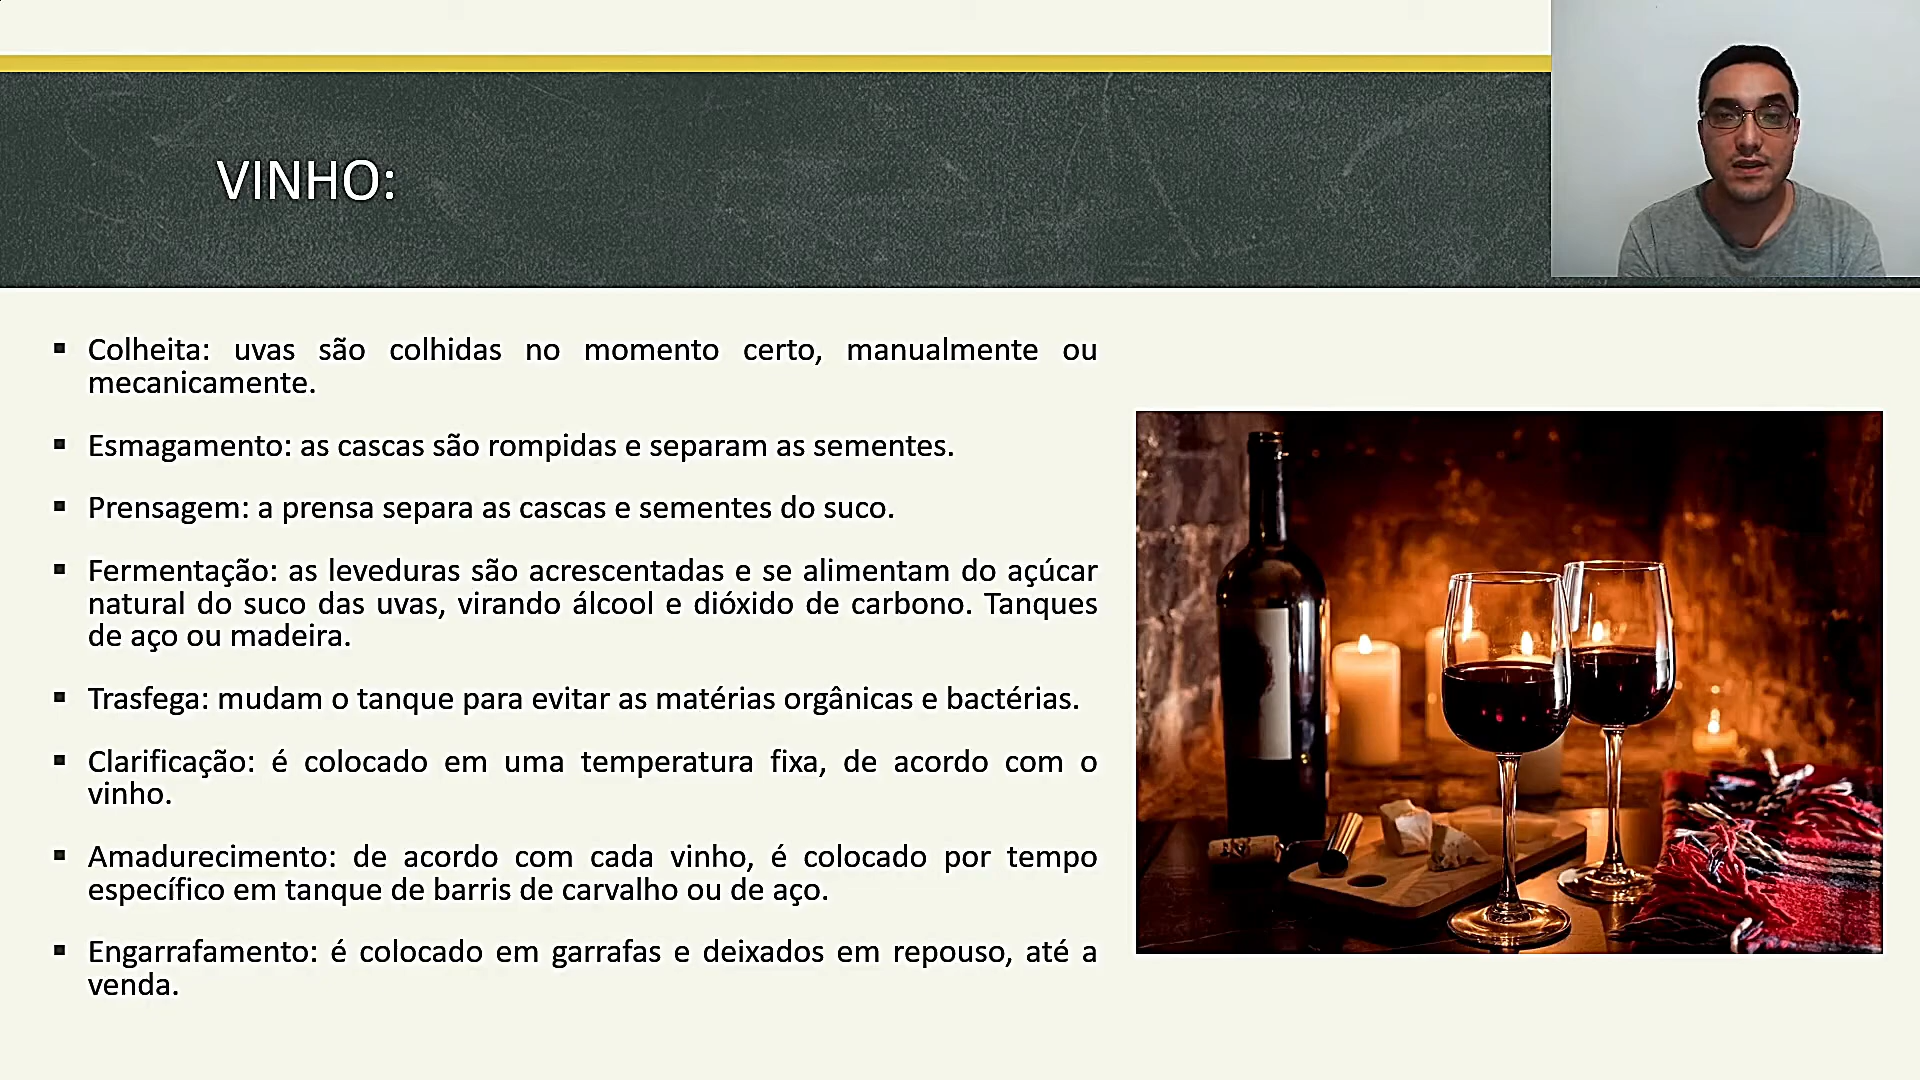 VINHO:
▪ Colheita: uvas são colhidas no momento certo, manualmente ou
mecanicamente.
▪ Esmagamento: as cascas são rompidas e separam as sementes.
▪ Prensagem: a prensa separa as cascas e sementes do suco.
▪ Fermentação: as leveduras são acrescentadas e se alimentam do açúcar
natural do suco das uvas, virando álcool e dióxido de carbono. Tanques
de aço ou madeira.
▪ Trasfega: mudam o tanque para evitar as matérias orgânicas e bactérias.
▪ Clarificação: é colocado em uma temperatura fixa, de acordo com o
vinho.
▪ Amadurecimento: de acordo com cada vinho, é colocado por tempo
específico em tanque de barris de carvalho ou de aço.
▪ Engarrafamento: é colocado em garrafas e deixados em repouso, até a
venda.